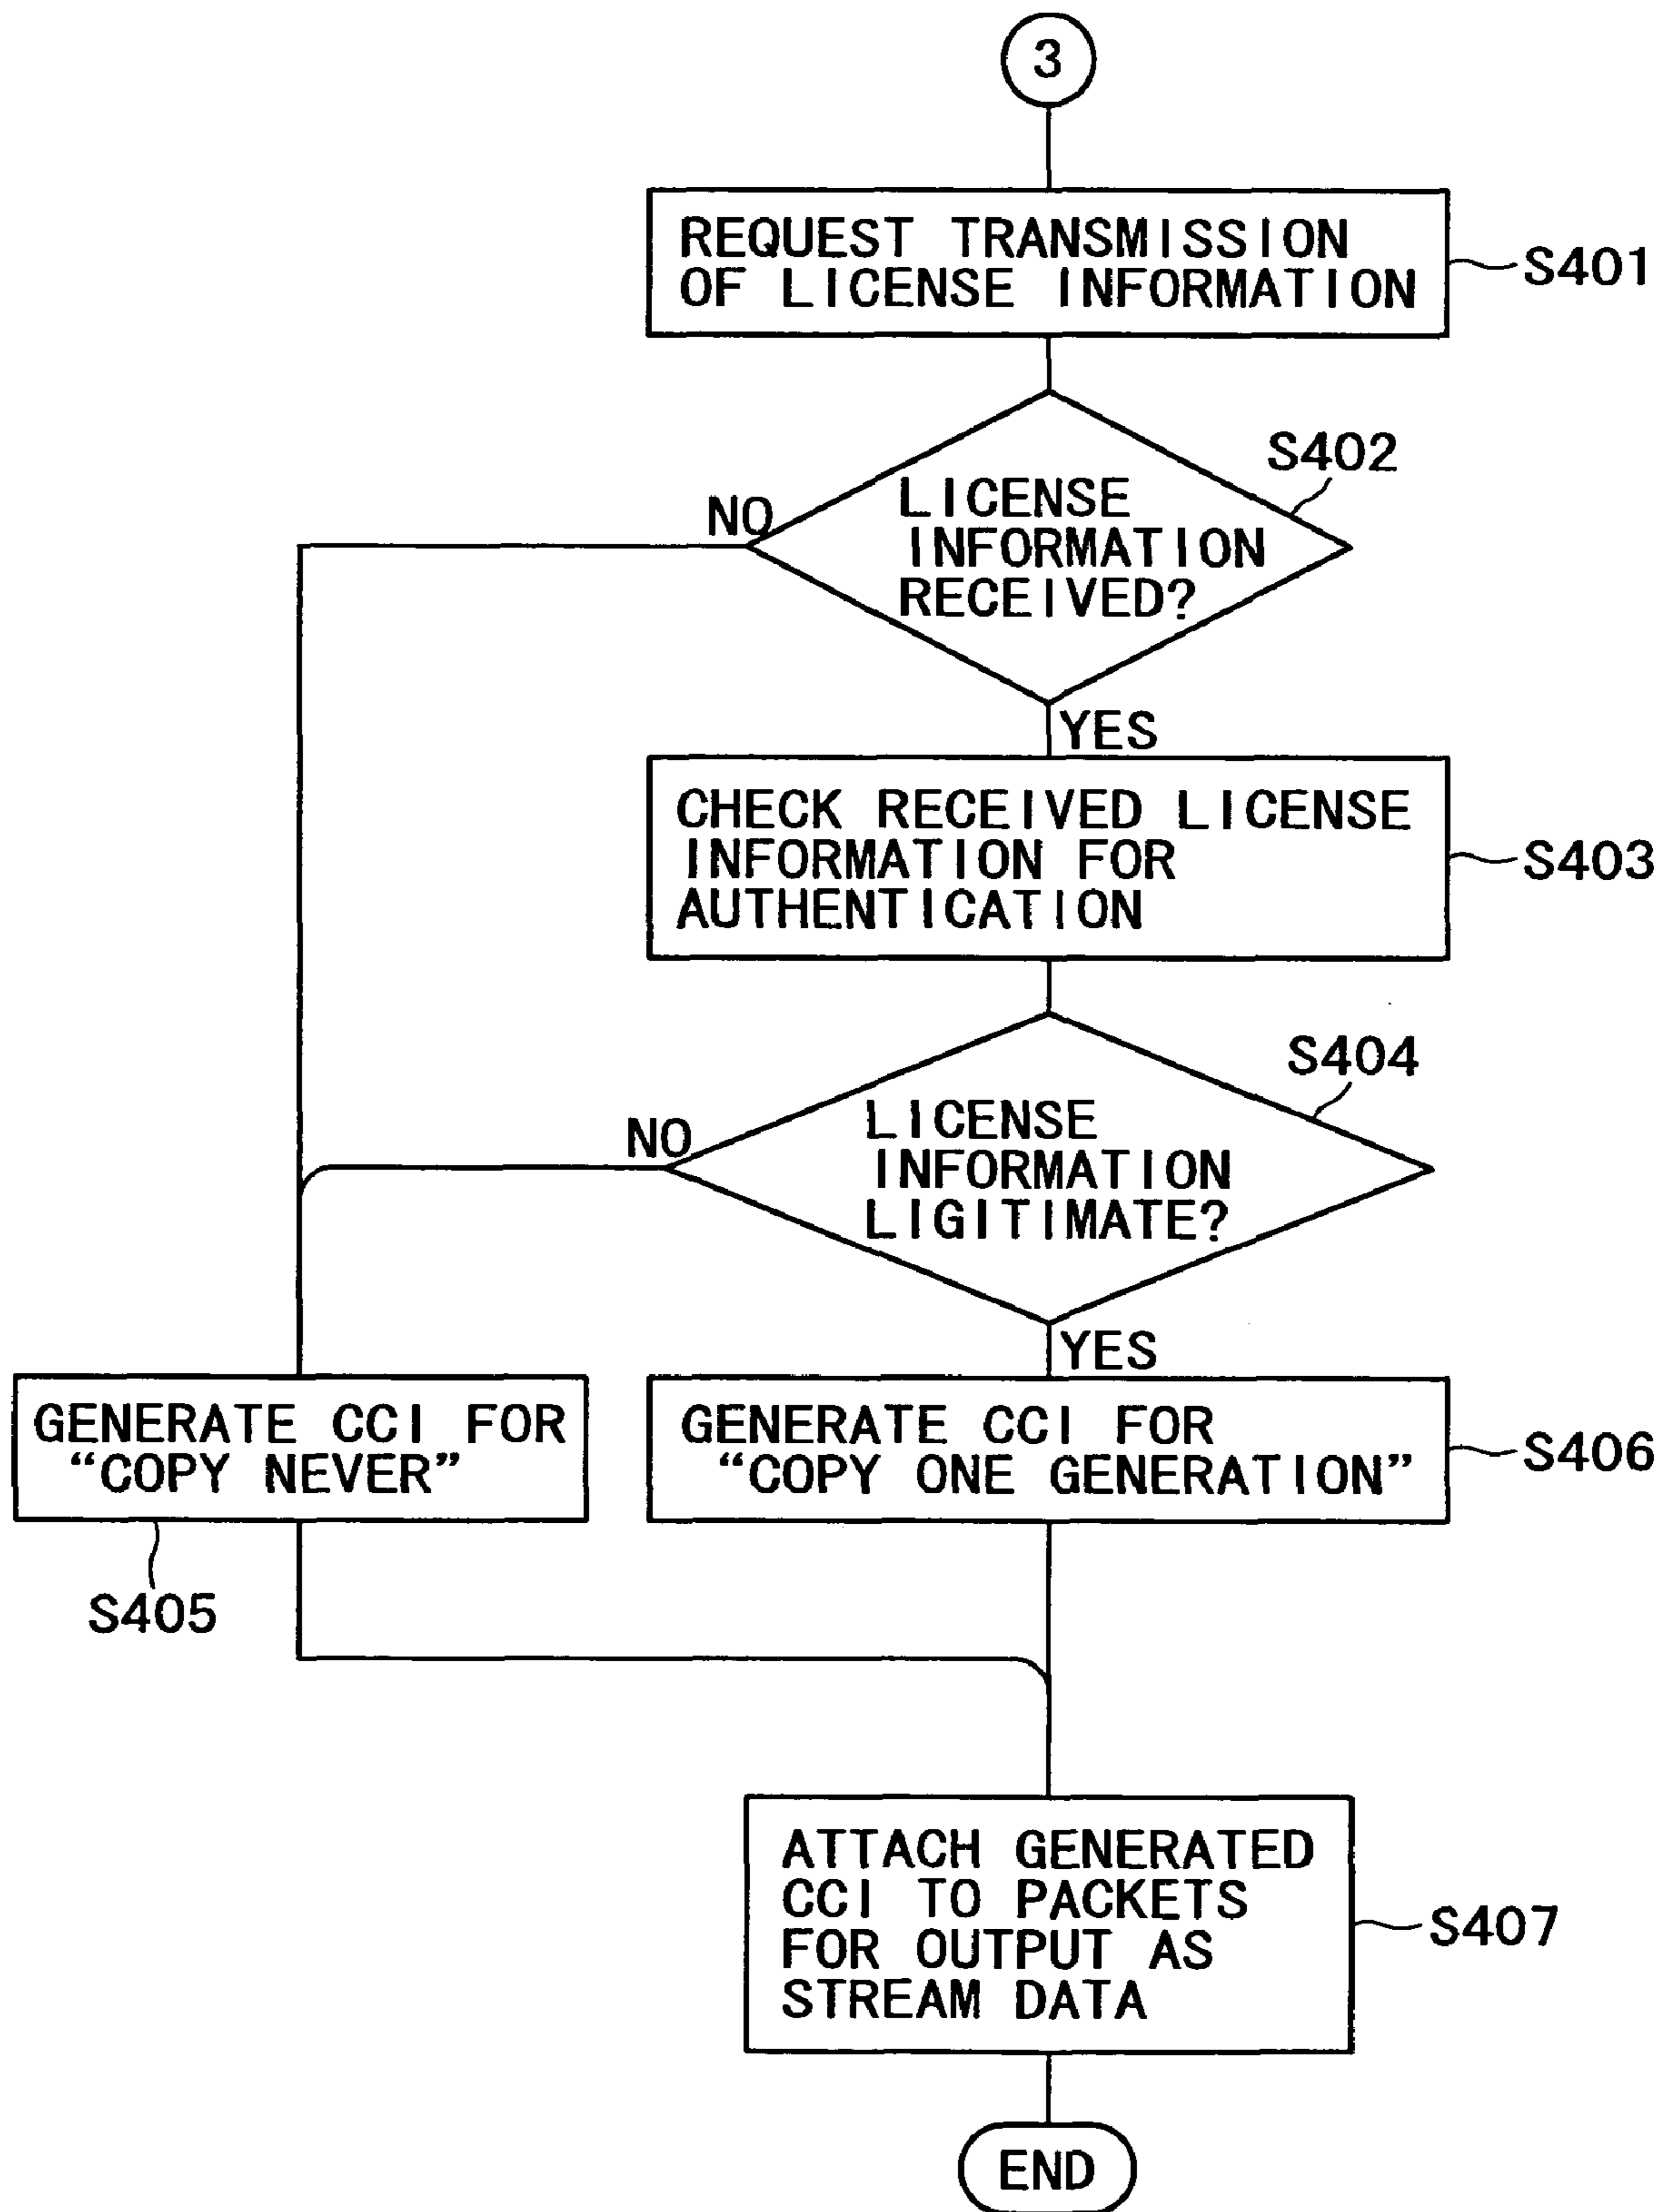 3
REQUEST TRANSMISSION
OF LICENSE INFORMATION
S401
S402
NO
LICENSE
INFORMATION
RECEIVED?
YES
CHECK RECEIVED LICENSE
INFORMATION FOR
AUTHENTICATION
S403
S404
NO
LICENSE
INFORMATION
LIGITIMATE?
YES
GENERATE CCI FOR
“COPY NEVER”
S405
GENERATE CCI FOR
“COPY ONE GENERATION”
S406
ATTACH GENERATED
CCI TO PACKETS
FOR OUTPUT AS
STREAM DATA
S407
END